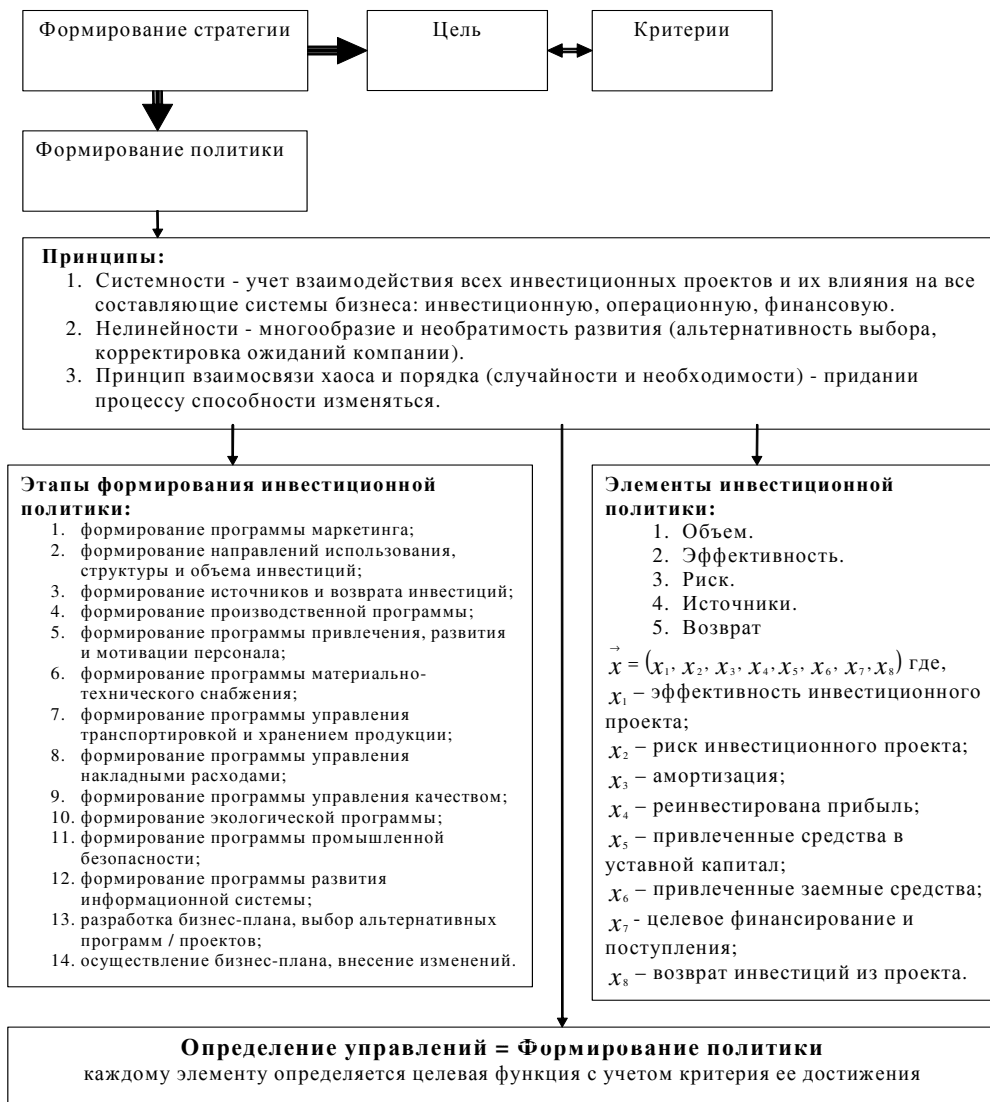 Формирование стратегии
Цель
Критерии
Формирование политики
Принципы:
1. Системности - учет взаимодействия всех инвестиционных проектов и их влияния на все
составляющие системы бизнеса: инвестиционную, операционную, финансовую.
2. Нелинейности - многообразие и необратимость развития (альтернативность выбора,
корректировка ожиданий компании).
3. Принцип взаимосвязи хаоса и порядка (случайности и необходимости) - придании
процессу способности изменяться.
Этапы формирования инвестиционной
политики:
1. формирование программы маркетинга;
2. формирование направлений использования,
структуры и объема инвестиций;
3. формирование источников и возврата инвестиций;
4. формирование производственной программы;
5. формирование программы привлечения, развития
и мотивации персонала;
6. формирование программы материально-
технического снабжения;
7. формирование программы управления
транспортировкой и хранением продукции;
8. формирование программы управления
накладными расходами;
9. формирование программы управления качеством;
10. формирование экологической программы;
11. формирование программы промышленной
безопасности;
12. формирование программы развития
информационной системы;
13. разработка бизнес-плана, выбор альтернативных
программ / проектов;
14. осуществление бизнес-плана, внесение изменений.
Элементы инвестиционной
политики:
1. Объем.
2. Эффективность.
3. Риск.
4. Источники.
5. Возврат
x⃗ = (x₁, x₂, x₃, x₄, x₅, x₆, x₇, x₈) где,
x₁ – эффективность инвестиционного
проекта;
x₂ – риск инвестиционного проекта;
x₃ – амортизация;
x₄ – реинвестирована прибыль;
x₅ – привлеченные средства в
уставной капитал;
x₆ – привлеченные заемные средства;
x₇ - целевое финансирование и
поступления;
x₈ – возврат инвестиций из проекта.
Определение управлений = Формирование политики
каждому элементу определяется целевая функция с учетом критерия ее достижения